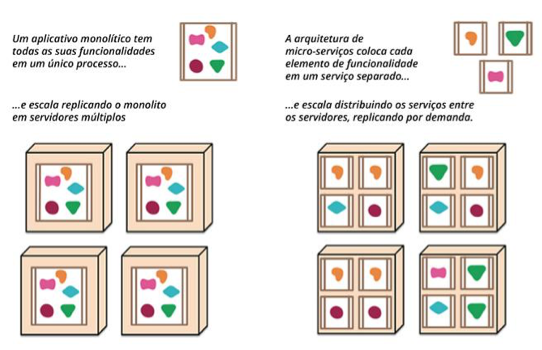 Um aplicativo monolítico tem
todas as suas funcionalidades
em um único processo...
...e escala replicando o monolito
em servidores múltiplos
A arquitetura de
micro-serviços coloca cada
elemento de funcionalidade
em um serviço separado...
...e escala distribuindo os serviços entre
os servidores, replicando por demanda.